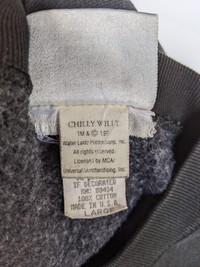 CHILLY WILLY
TM & © 19
Walter Lantz Productions, Inc.
All rights reserved.
Licensed by MCA/
Universal Merchandising, Inc.
IF DECORATED
RN: 
100% COTTON
MADE IN U.S.A.
LARGE